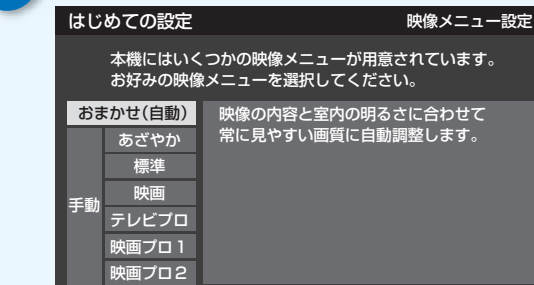 はじめての設定 映像メニュー設定
本機にはいくつかの映像メニューが用意されています。
お好みの映像メニューを選択してください。
おまかせ(自動)
映像の内容と室内の明るさに合わせて
常に見やすい画質に自動調整します。
手動
あざやか
標準
映画
テレビプロ
映画プロ1
映画プロ2